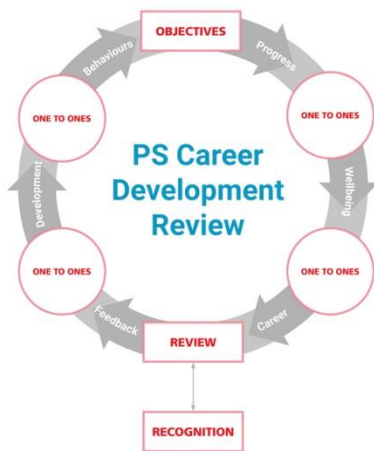 OBJECTIVES
Behaviours
Progress
ONE TO ONES
ONE TO ONES
PS Career
Development
Review
Development
Wellbeing
ONE TO ONES
ONE TO ONES
Feedback
Career
REVIEW
RECOGNITION